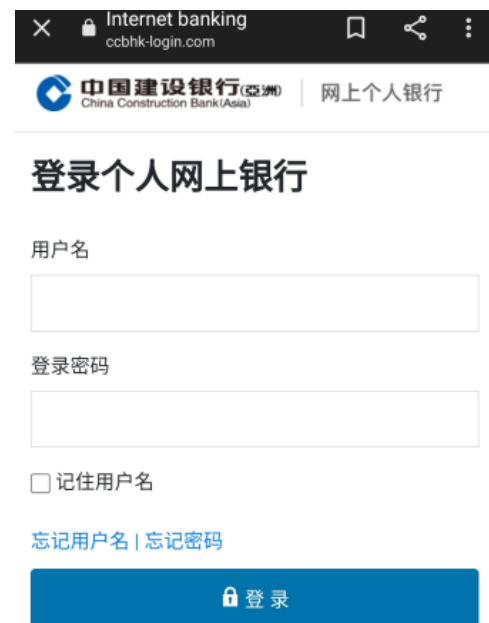 Internet banking
ccbhk-login.com
中国建设银行(亞洲) 网上个人银行
China Construction Bank(Asia)
登录个人网上银行
用户名
登录密码
记住用户名
忘记用户名 | 忘记密码
登 录